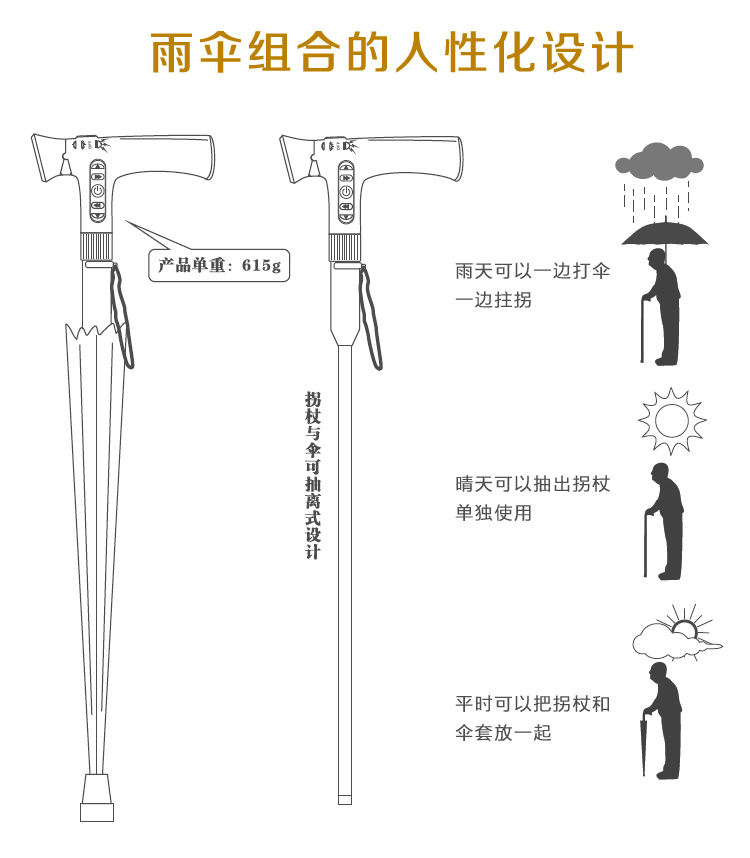 雨伞组合的人性化设计
产品单重：615g
拐杖与伞可抽离式设计
雨天可以一边打伞
一边拄拐
晴天可以抽出拐杖
单独使用
平时可以把拐杖和
伞套放一起